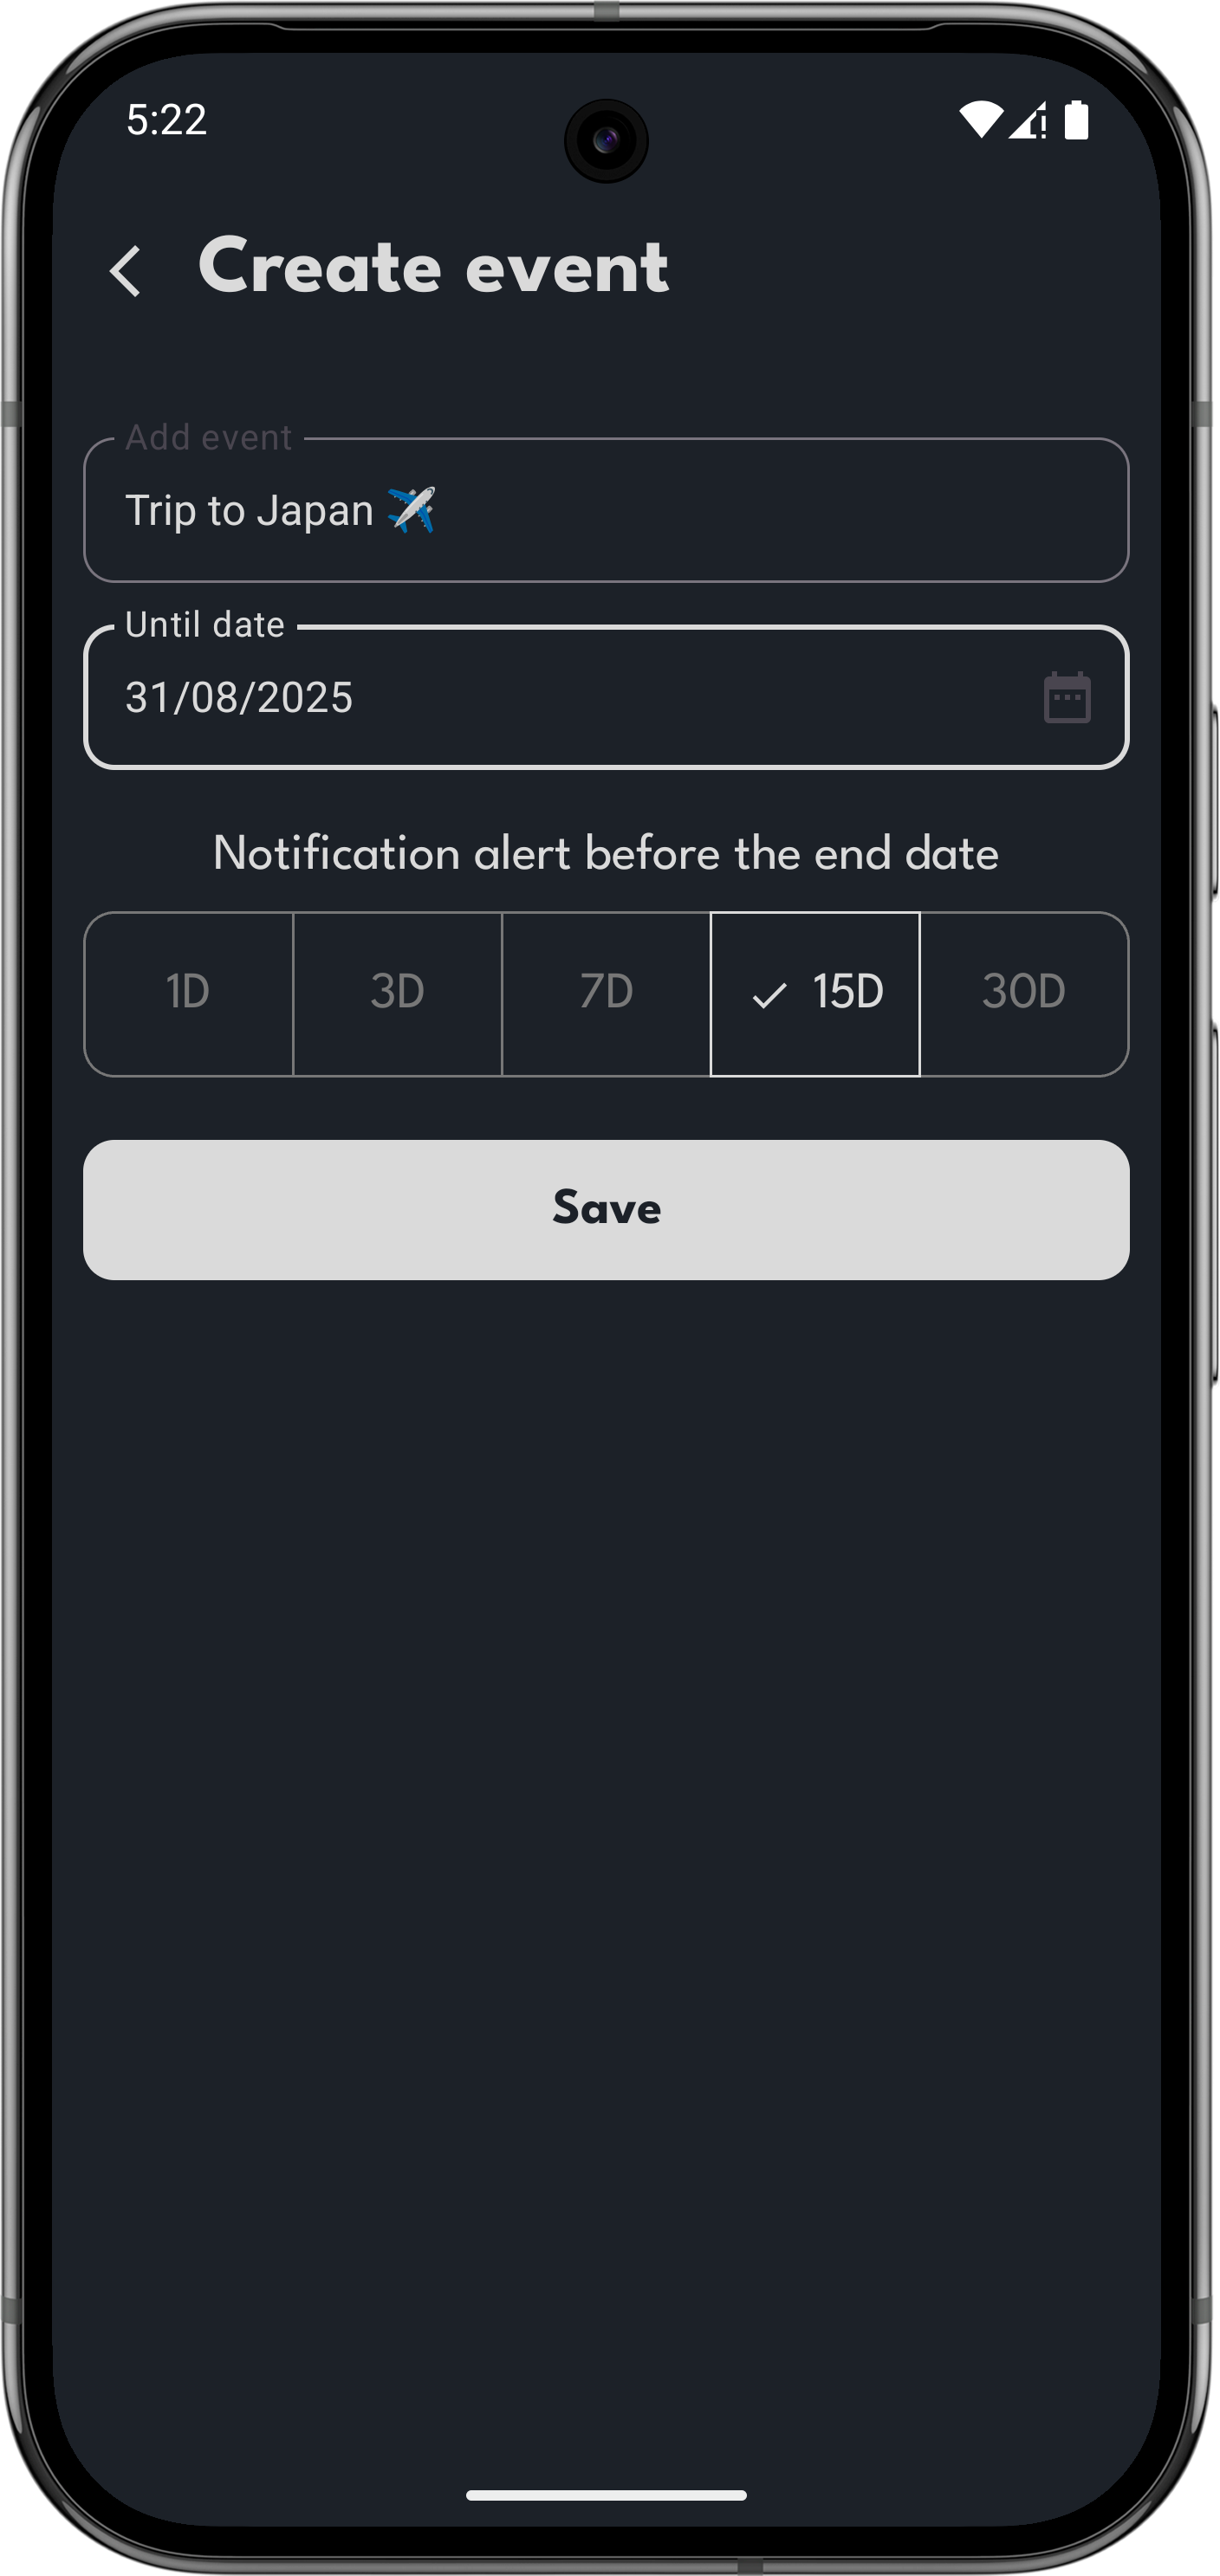 5:22
Create event
Add event
Trip to Japan ✈️
Until date
31/08/2025
Notification alert before the end date
1D 3D 7D 15D 30D
Save